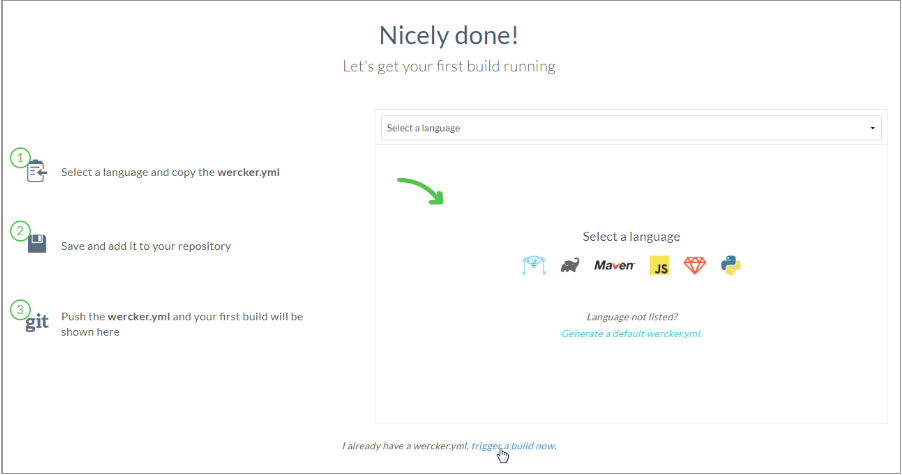 Nicely done!
Let's get your first build running
1
Select a language and copy the wercker.yml
2
Save and add it to your repository
3
git
Push the wercker.yml and your first build will be
shown here
Select a language
Select a language
Maven
JS
Language not listed?
Generate a default wercker.yml.
I already have a wercker.yml, trigger a build now.